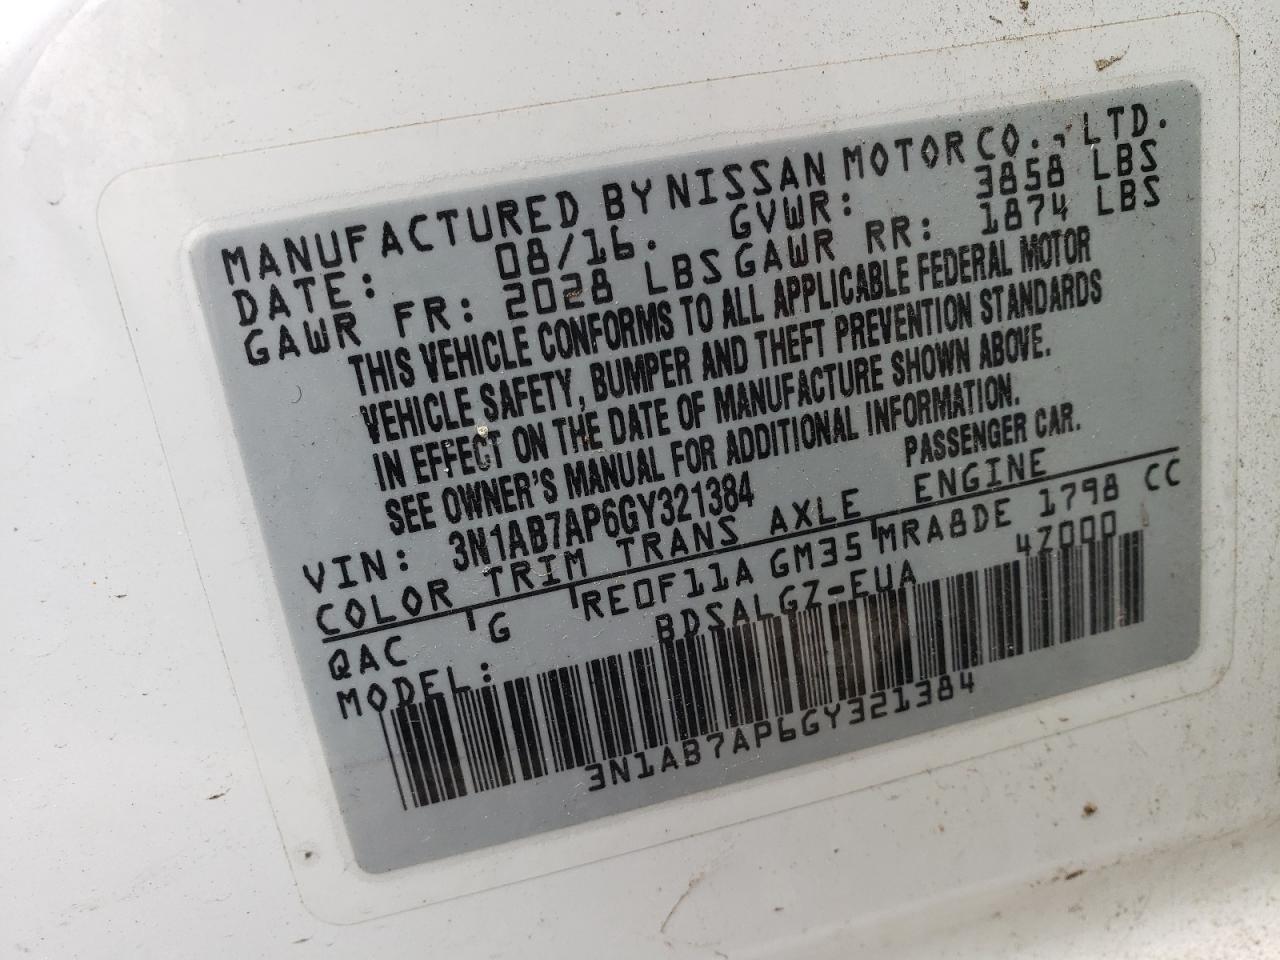 MANUFACTURED BY NISSAN MOTOR CO., LTD.
DATE: 08/16. GVWR: 3858 LBS
GAWR FR: 2028 LBS GAWR RR: 1874 LBS
THIS VEHICLE CONFORMS TO ALL APPLICABLE FEDERAL MOTOR
VEHICLE SAFETY, BUMPER AND THEFT PREVENTION STANDARDS
IN EFFECT ON THE DATE OF MANUFACTURE SHOWN ABOVE.
SEE OWNER'S MANUAL FOR ADDITIONAL INFORMATION.
VIN: 3N1AB7AP6GY321384 PASSENGER CAR.
COLOR TRIM TRANS AXLE ENGINE
QAC G RE0F11A GM35 MRA8DE 1798 CC
MODEL: BDSALGZ-EUA 4Z000
3N1AB7AP6GY321384